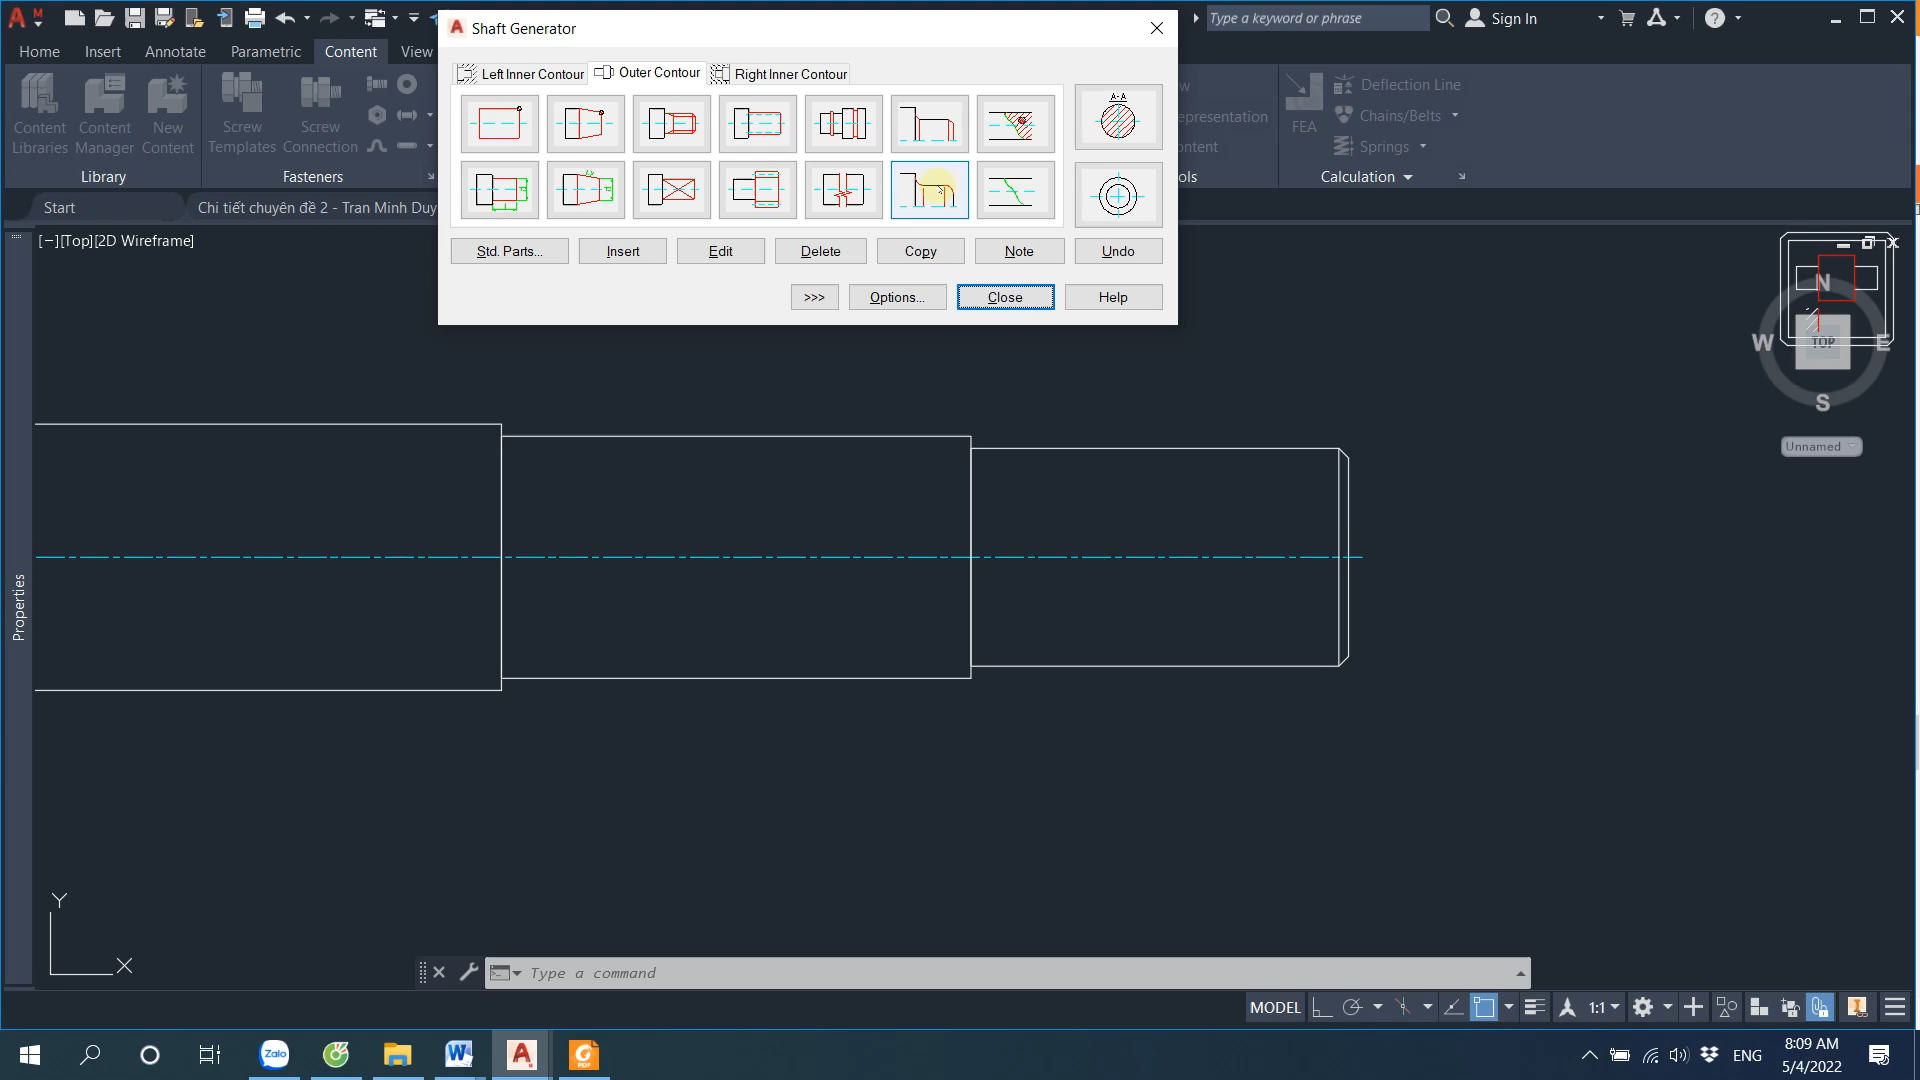 Shaft Generator
Type a keyword or phrase
Sign In
Home
Insert
Annotate
Parametric
Content
View
Left Inner Contour
Outer Contour
Right Inner Contour
A-A
Content
Libraries
Content
Manager
New
Content
Screw
Templates
Screw
Connection
FEA
Deflection Line
Chains/Belts
Springs
epresentation
ontent
Library
Fasteners
ols
Calculation
Start
Chi tiết chuyên đề 2 - Tran Minh Duy
[−][Top][2D Wireframe]
Std. Parts...
Insert
Edit
Delete
Copy
Note
Undo
>>>
Options...
Close
Help
N
W
TOP
E
S
Unnamed
Properties
Y
X
Type a command
MODEL
1:1
Zalo
ENG
8:09 AM
5/4/2022